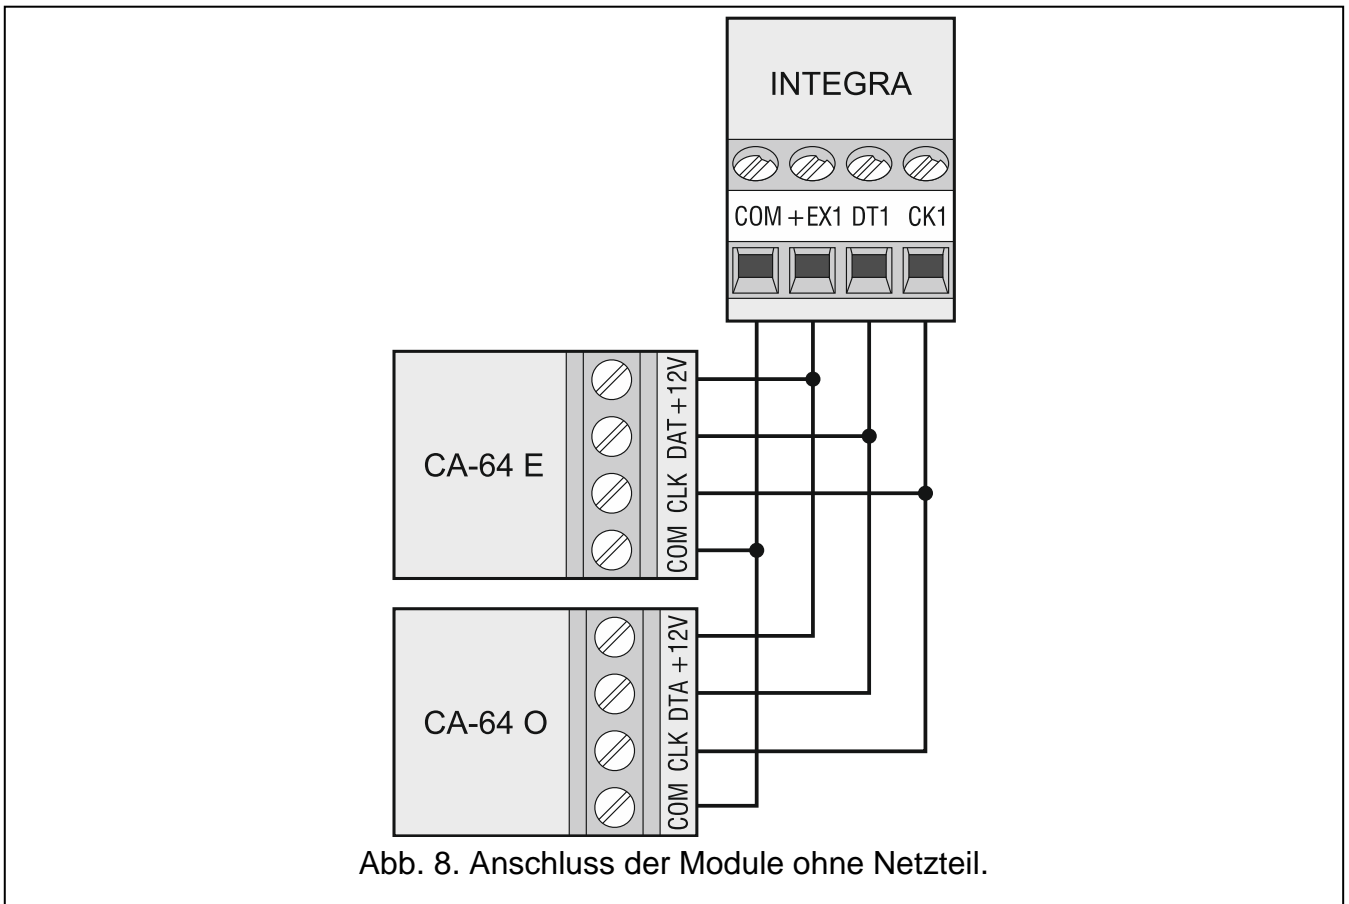 INTEGRA
COM +EX1 DT1 CK1
CA-64 E
COM CLK DAT +12V
CA-64 O
COM CLK DTA +12V
Abb. 8. Anschluss der Module ohne Netzteil.